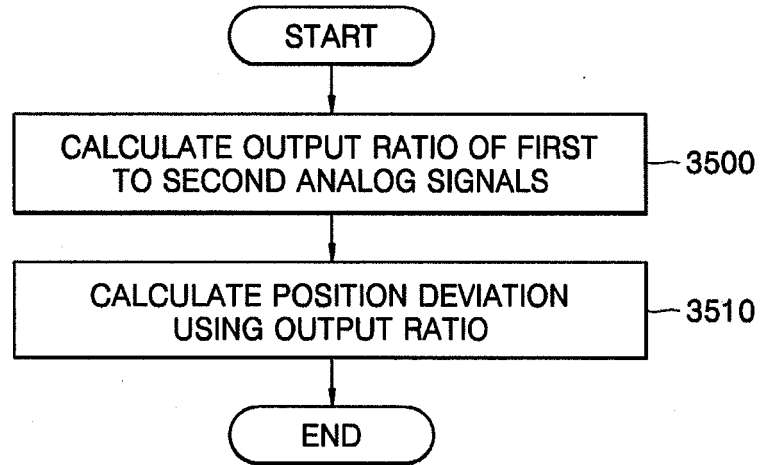 START
CALCULATE OUTPUT RATIO OF FIRST
TO SECOND ANALOG SIGNALS
3500
CALCULATE POSITION DEVIATION
USING OUTPUT RATIO
3510
END